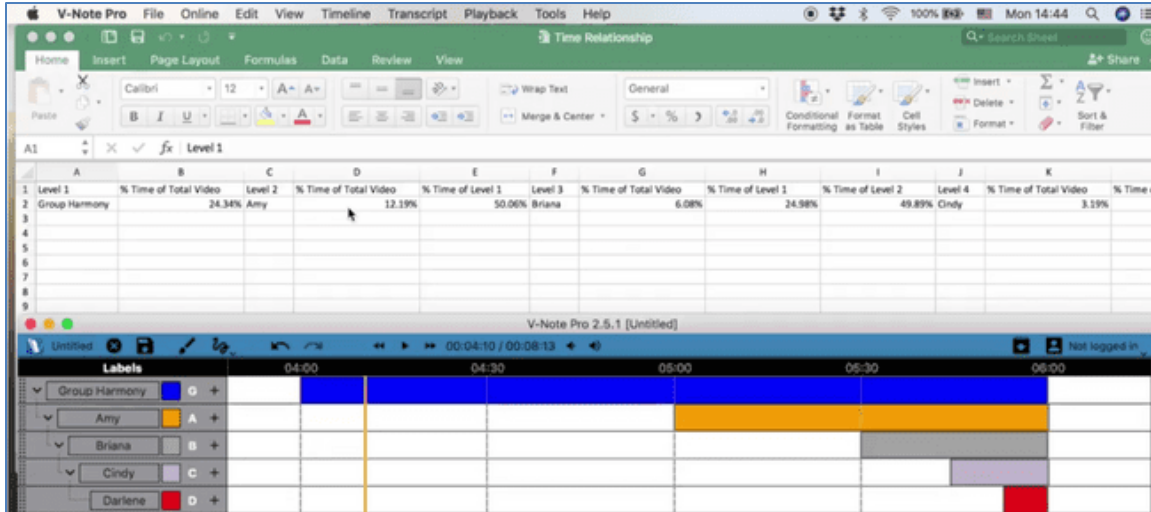 V-Note Pro File Online Edit View Timeline Transcript Playback Tools Help 100% Mon 14:44
Time Relationship Search Sheet
Home Insert Page Layout Formulas Data Review View Share
Paste Calibri 12 A A Wrap Text General Conditional Formatting Format as Table Cell Styles Insert Delete Format Sort & Filter
B I U A Merge & Center $ %
A1 fx Level 1
A B C D E F G H I J K
1 Level 1 % Time of Total Video Level 2 % Time of Total Video % Time of Level 1 Level 3 % Time of Total Video % Time of Level 1 % Time of Level 2 Level 4 % Time of Total Video % Time
2 Group Harmony 24.34% Amy 12.19% 50.06% Briana 6.08% 24.98% 49.89% Cindy 3.19%
3
4
5
6
7
8
9
V-Note Pro 2.5.1 [Untitled]
Untitled 00:04:10 / 00:08:13 Not logged in
Labels 04:00 04:30 05:00 05:30 06:00
Group Harmony G +
Amy A +
Briana B +
Cindy C +
Darlene D +